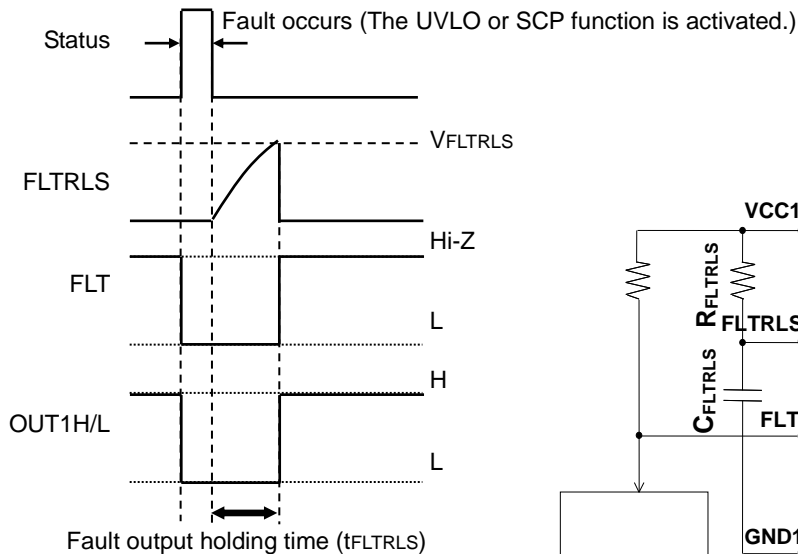 Fault occurs (The UVLO or SCP function is activated.)
Status
VFLTRLS
FLTRLS
Hi-Z
FLT
L
H
OUT1H/L
L
Fault output holding time (tFLTRLS)
VCC1
RFLTRLS
FLTRLS
CFLTRLS
FLT
GND1